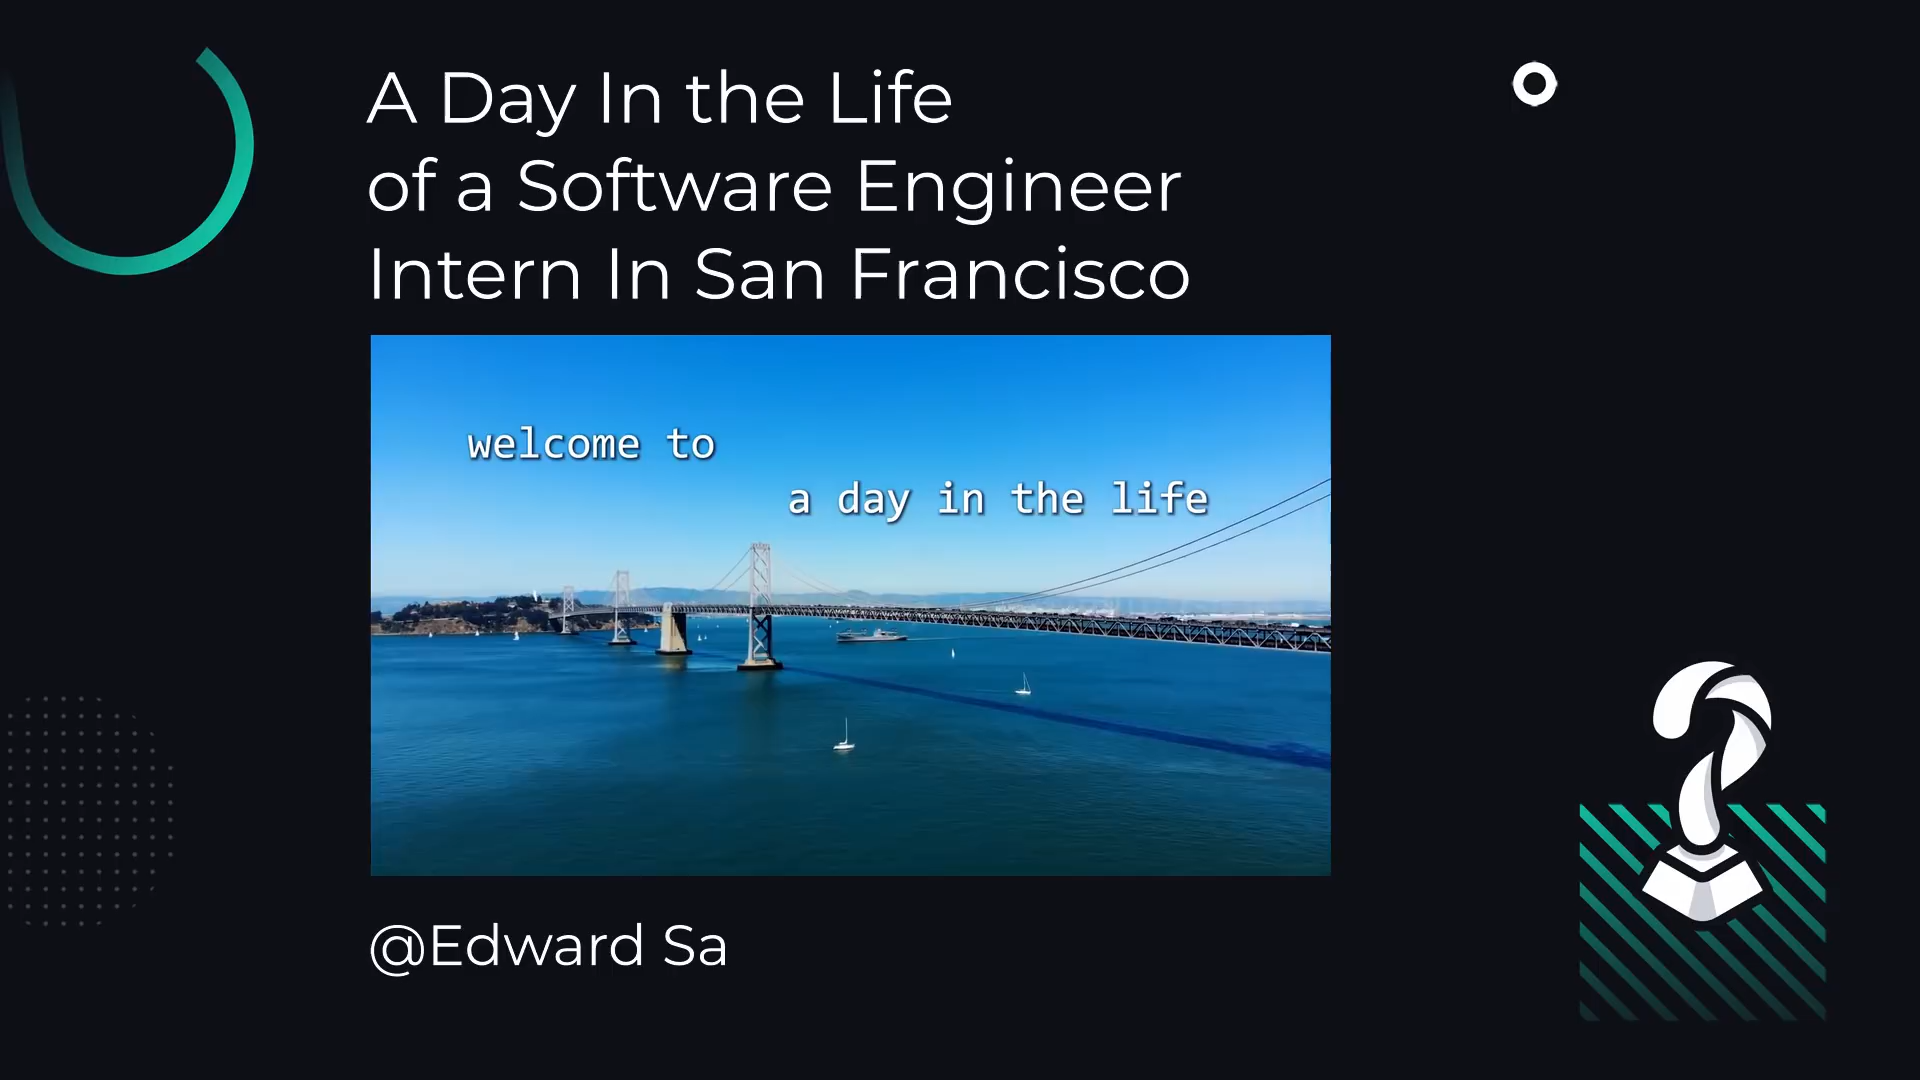 A Day In the Life
of a Software Engineer
Intern In San Francisco
welcome to
a day in the life
@Edward Sa